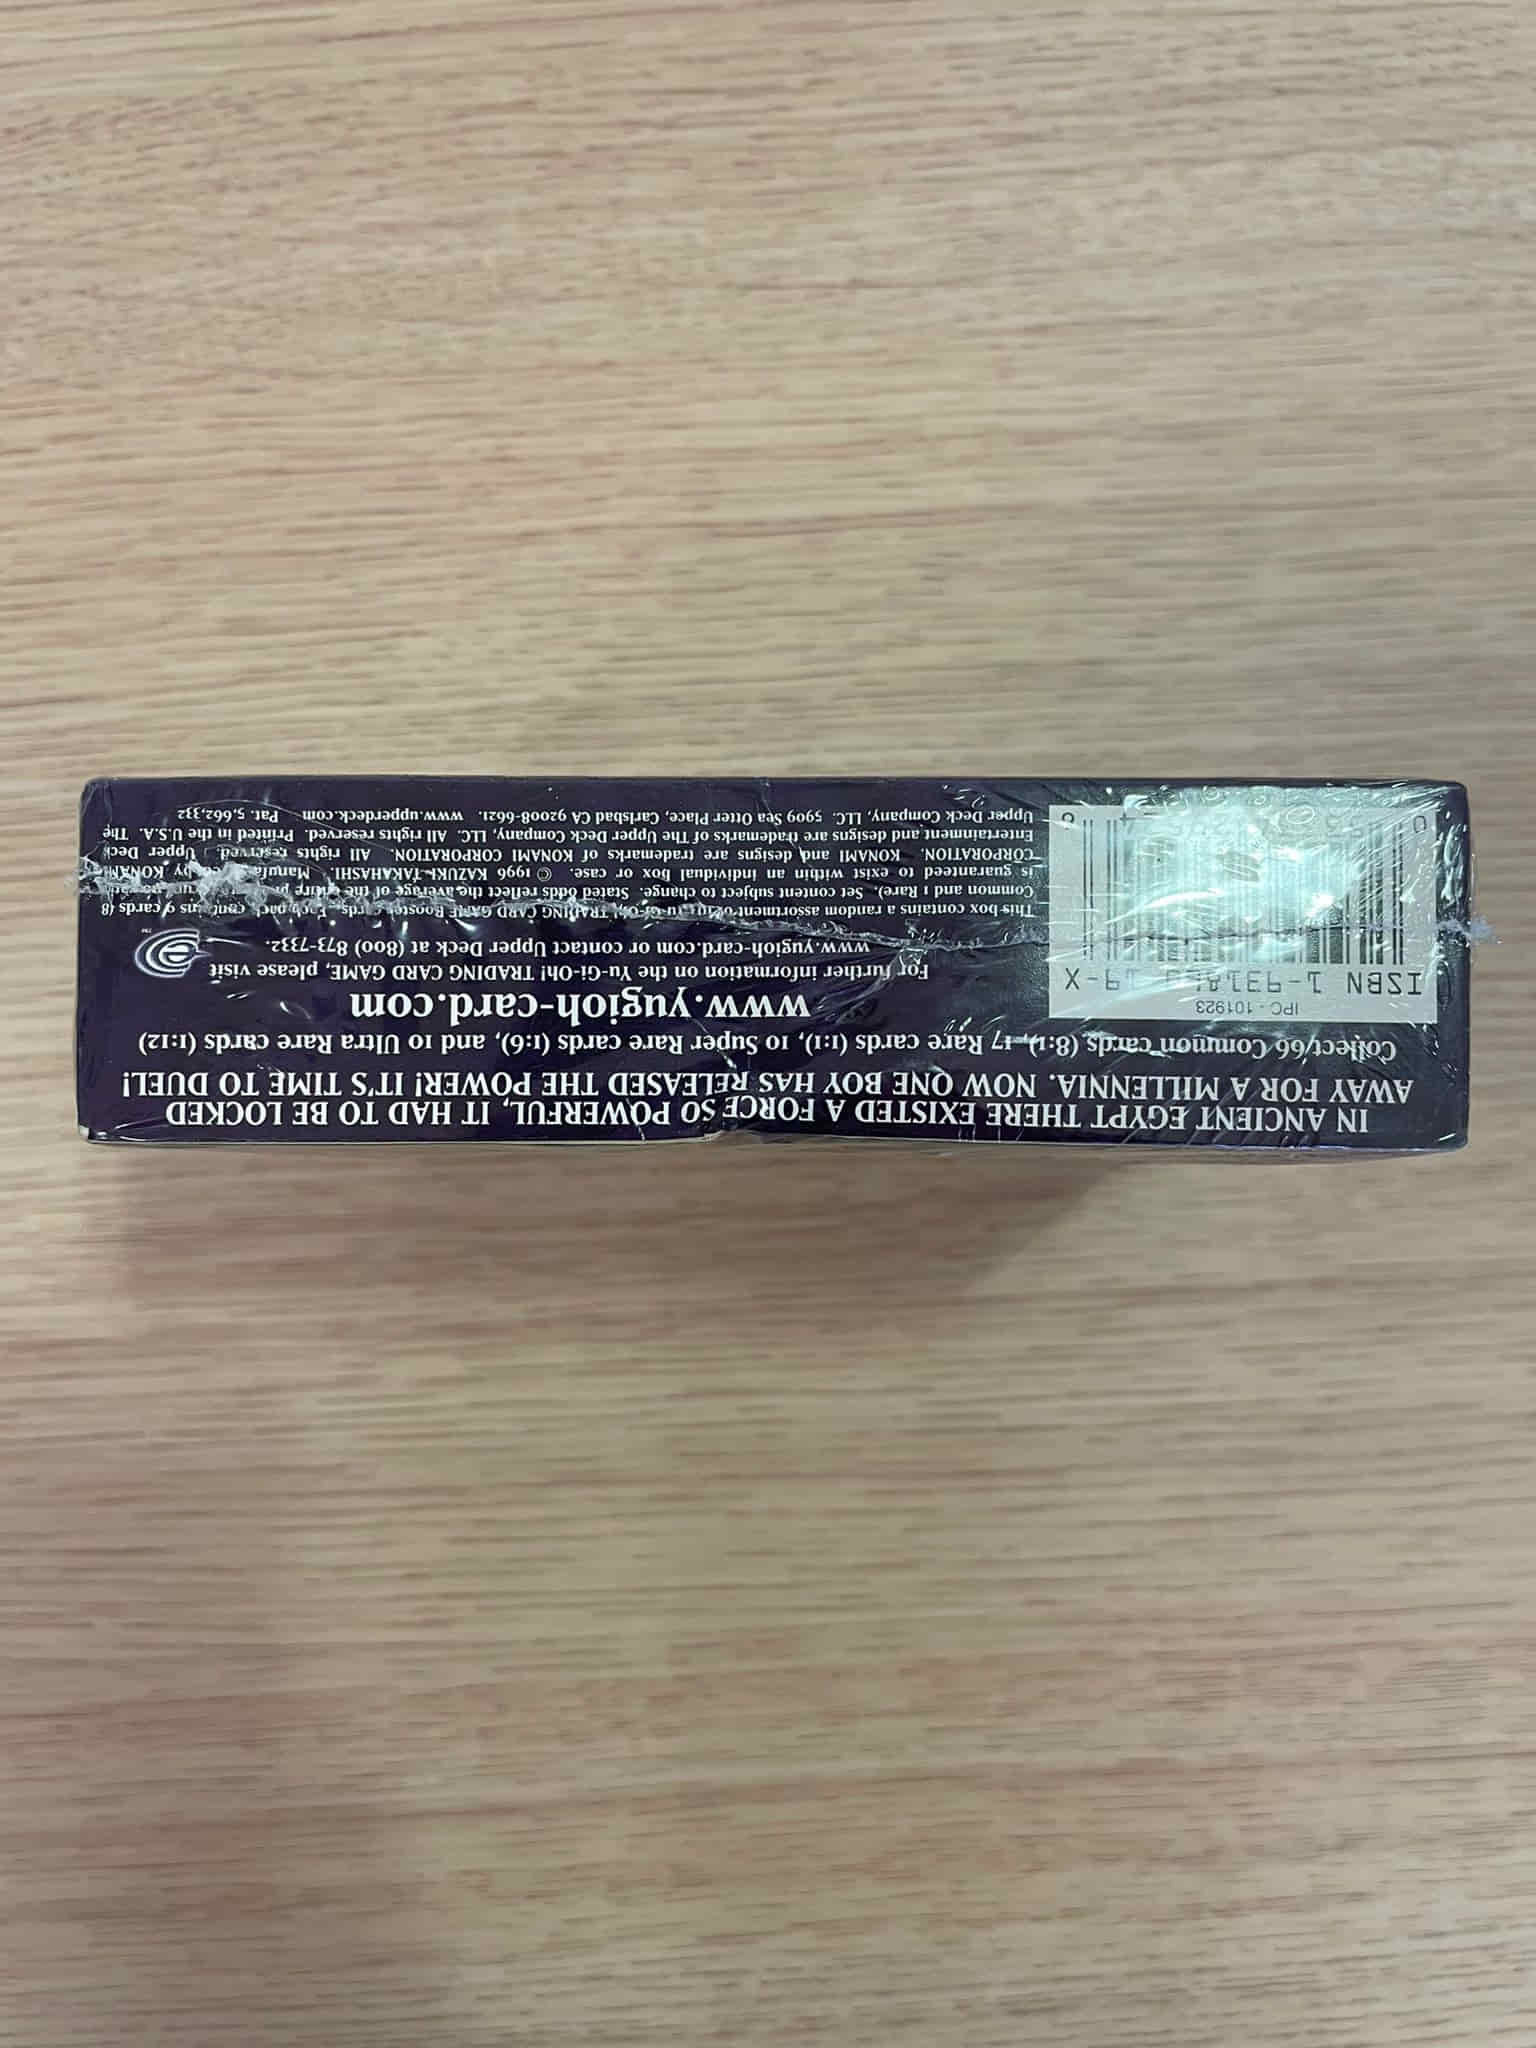 IN ANCIENT EGYPT THERE EXISTED A FORCE SO POWERFUL, IT HAD TO BE LOCKED
AWAY FOR A MILLENNIA. NOW ONE BOY HAS RELEASED THE POWER! IT'S TIME TO DUEL!
Collect 66 Common cards (8:1), 17 Rare cards (1:1), 10 Super Rare cards (1:6), and 10 Ultra Rare cards (1:12)
IPC - 101923
ISBN
www.yugioh-card.com
For further information on the Yu-Gi-Oh! TRADING CARD GAME, please visit
www.yugioh-card.com or contact Upper Deck at (800) 873-7332.
This box contains a random assortment of Yu-Gi-Oh! TRADING CARD GAME Booster cards. Each pack contains 9 cards (8
Common and 1 Rare). Set content subject to change. Stated odds reflect the average of the entire
is guaranteed to exist within an individual box or case. © 1996 KAZUKI TAKAHASHI. Manufactured by KONAMI
CORPORATION. KONAMI and designs are trademarks of KONAMI CORPORATION. All rights reserved. Upper Deck
Entertainment and designs are trademarks of The Upper Deck Company, LLC. All rights reserved. Printed in the U.S.A. The
Upper Deck Company, LLC. 5909 Sea Otter Place, Carlsbad CA 92008-6621. www.upperdeck.com Pat. 5,662,332